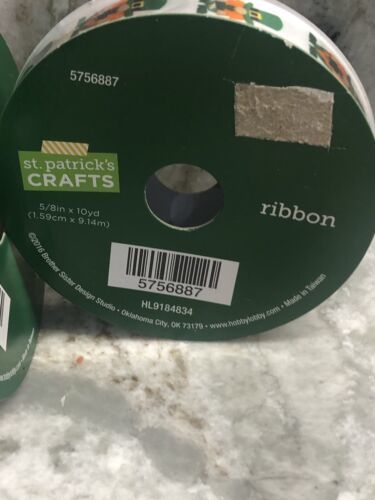 5756887
st. patrick's
CRAFTS
5/8in x 10yd
(1.59cm x 9.14m)
ribbon
5756887
HL9184834
©2016 Brother Sister Design Studio • Oklahoma City, OK 73179 • www.hobbylobby.com • Made in Taiwan